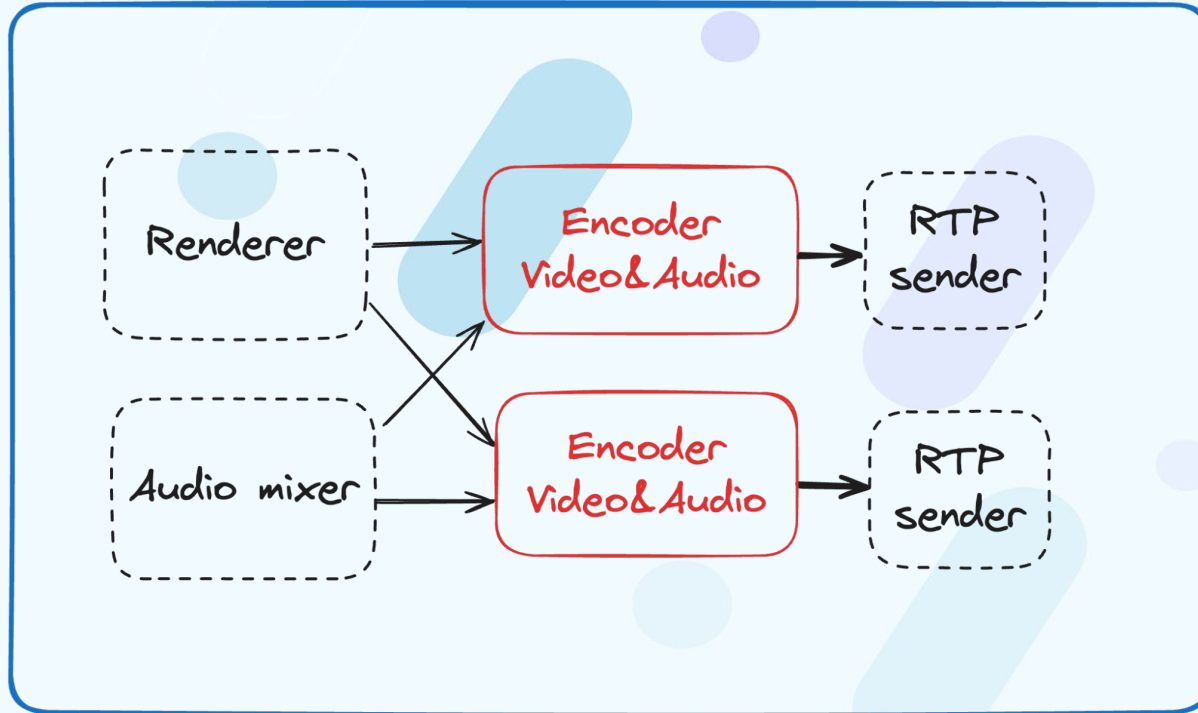 Renderer
Encoder
Video&Audio
RTP
sender
Audio mixer
Encoder
Video&Audio
RTP
sender